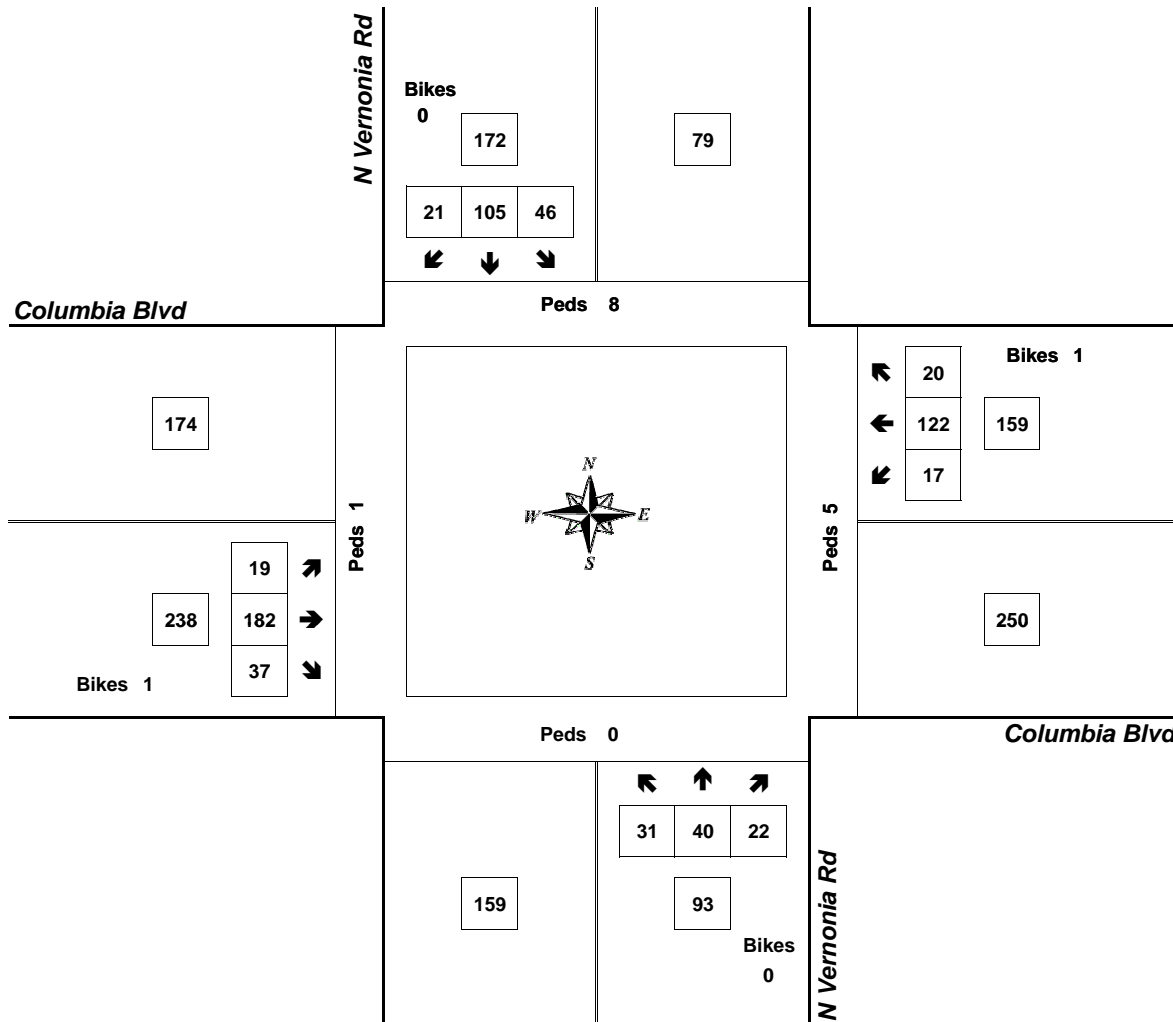 N Vernonia Rd
Bikes
0
172
79
21 105 46
Peds 8
Columbia Blvd
Bikes 1
20
122
17
159
174
Peds 1
N
W E
S
Peds 5
19
182
37
238
Bikes 1
250
Peds 0
Columbia Blvd
31 40 22
159
93
Bikes
0
N Vernonia Rd